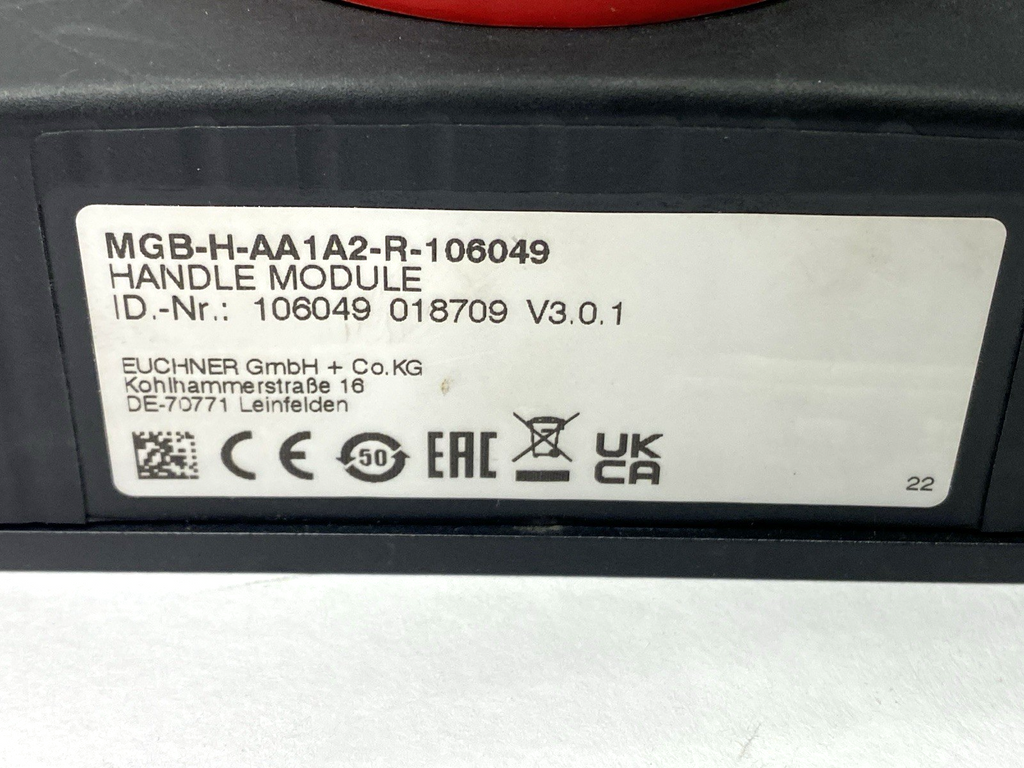 MGB-H-AA1A2-R-106049
HANDLE MODULE
ID.-Nr.: 106049 018709 V3.0.1
EUCHNER GmbH + Co.KG
Kohlhammerstraße 16
DE-70771 Leinfelden
CE 50 EAC UK
CA
22